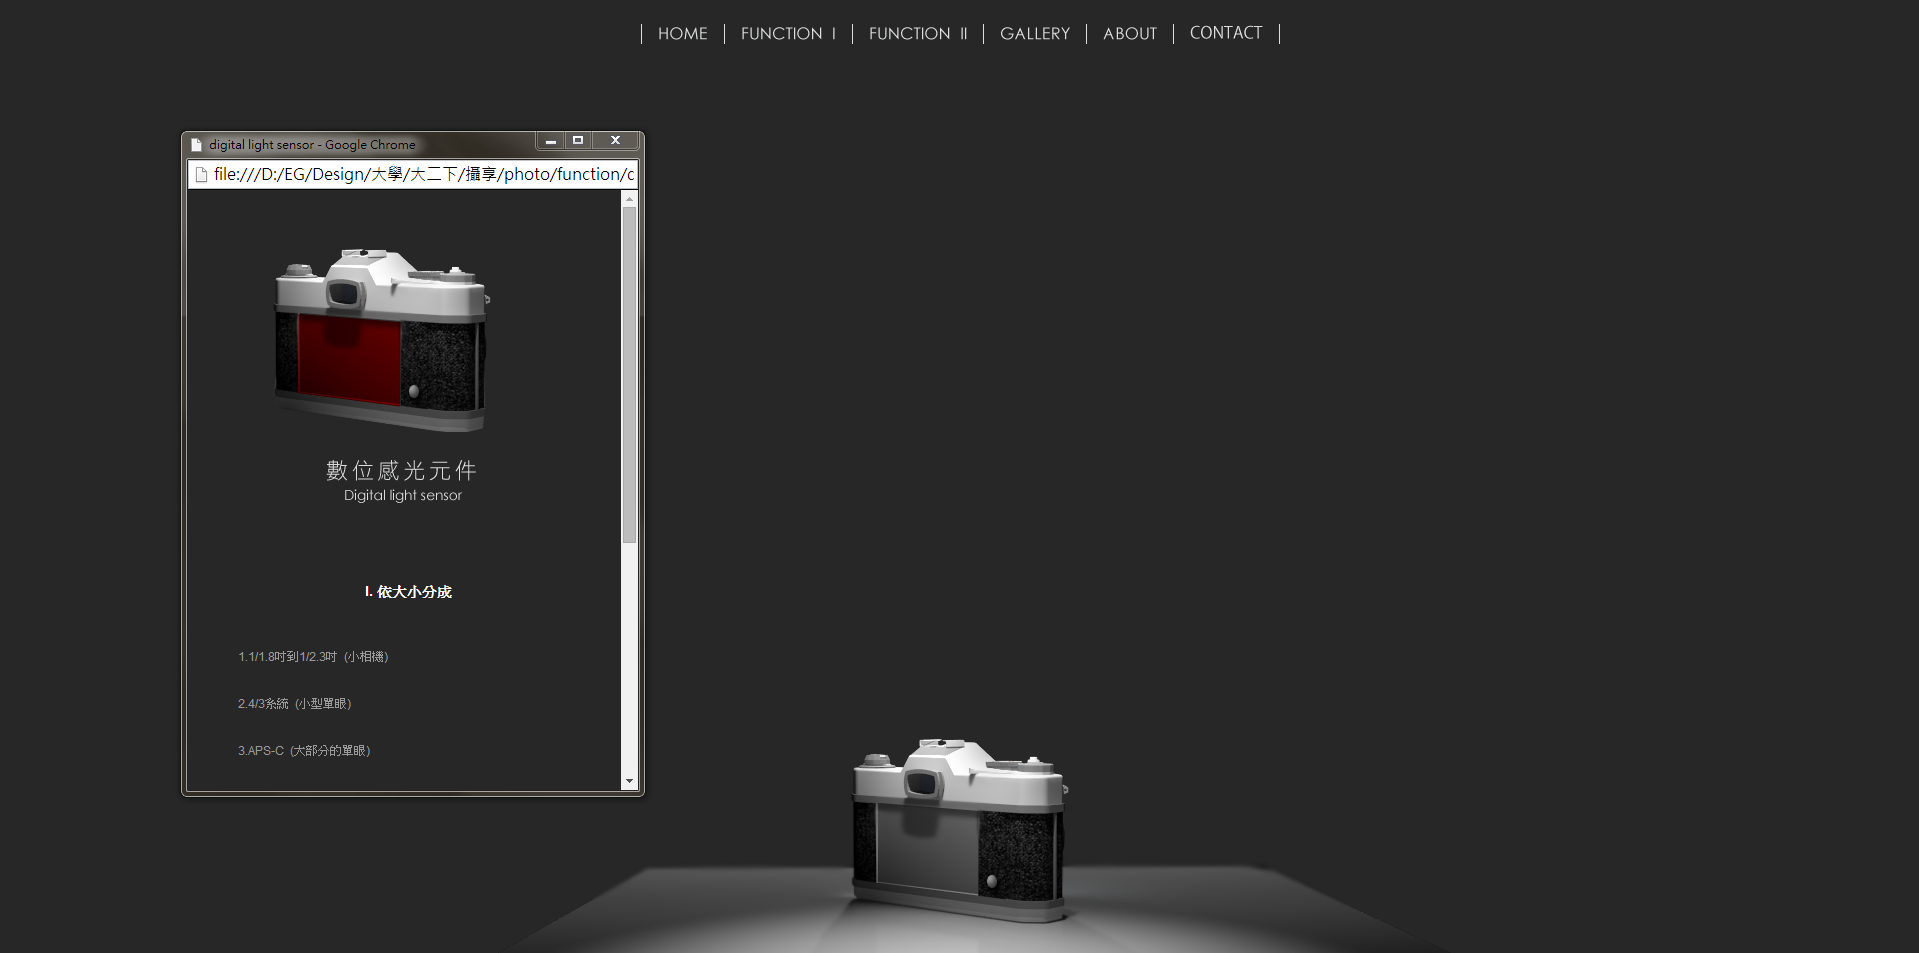 HOME FUNCTION I FUNCTION II GALLERY ABOUT CONTACT
digital light sensor - Google Chrome
file:///D:/EG/Design/大學/大二下/攝享/photo/function/c
數位感光元件
Digital light sensor
I. 依大小分成
1.1/1.8吋到1/2.3吋 (小相機)
2.4/3系統 (小型單眼)
3.APS-C (大部分的單眼)